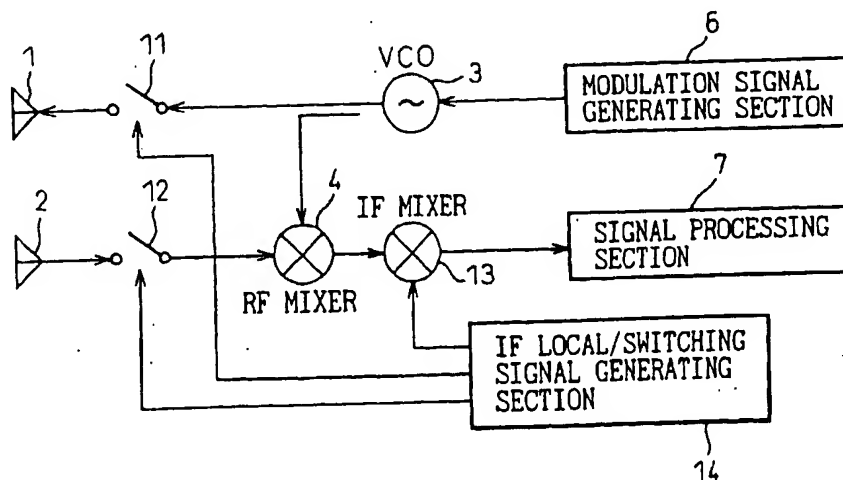 1
11
VCO
3
6
MODULATION SIGNAL
GENERATING SECTION
2
12
4
IF MIXER
13
RF MIXER
7
SIGNAL PROCESSING
SECTION
IF LOCAL/SWITCHING
SIGNAL GENERATING
SECTION
14